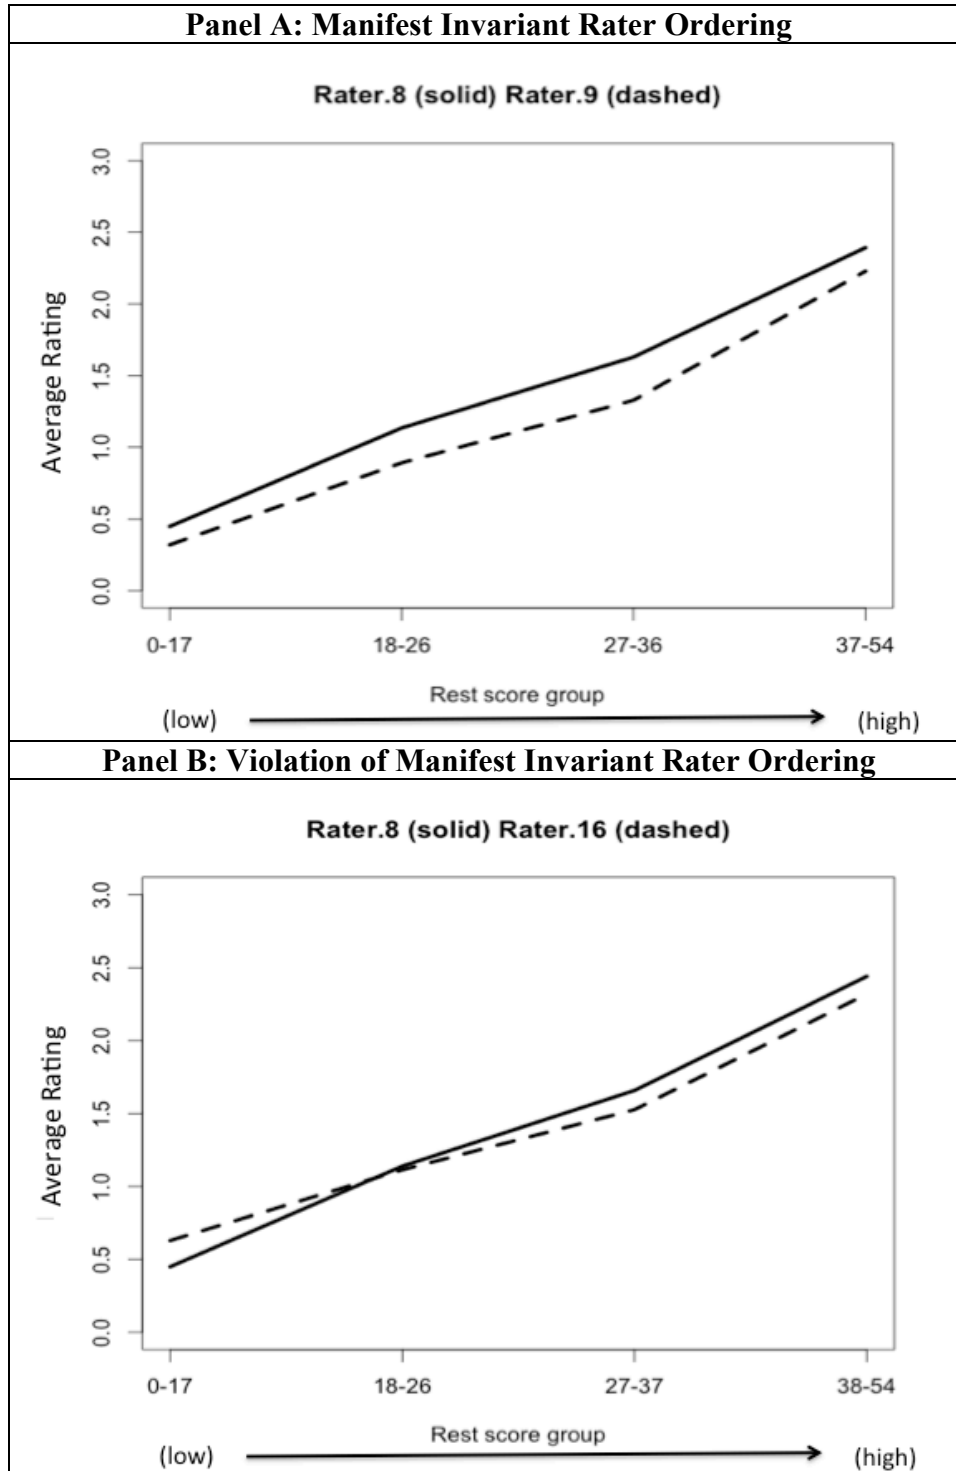 Panel A: Manifest Invariant Rater Ordering
Rater.8 (solid) Rater.9 (dashed)
Average Rating
3.0
2.5
2.0
1.5
1.0
0.5
0.0
0-17 18-26 27-36 37-54
Rest score group
(low) (high)
Panel B: Violation of Manifest Invariant Rater Ordering
Rater.8 (solid) Rater.16 (dashed)
Average Rating
3.0
2.5
2.0
1.5
1.0
0.5
0.0
0-17 18-26 27-37 38-54
Rest score group
(low) (high)